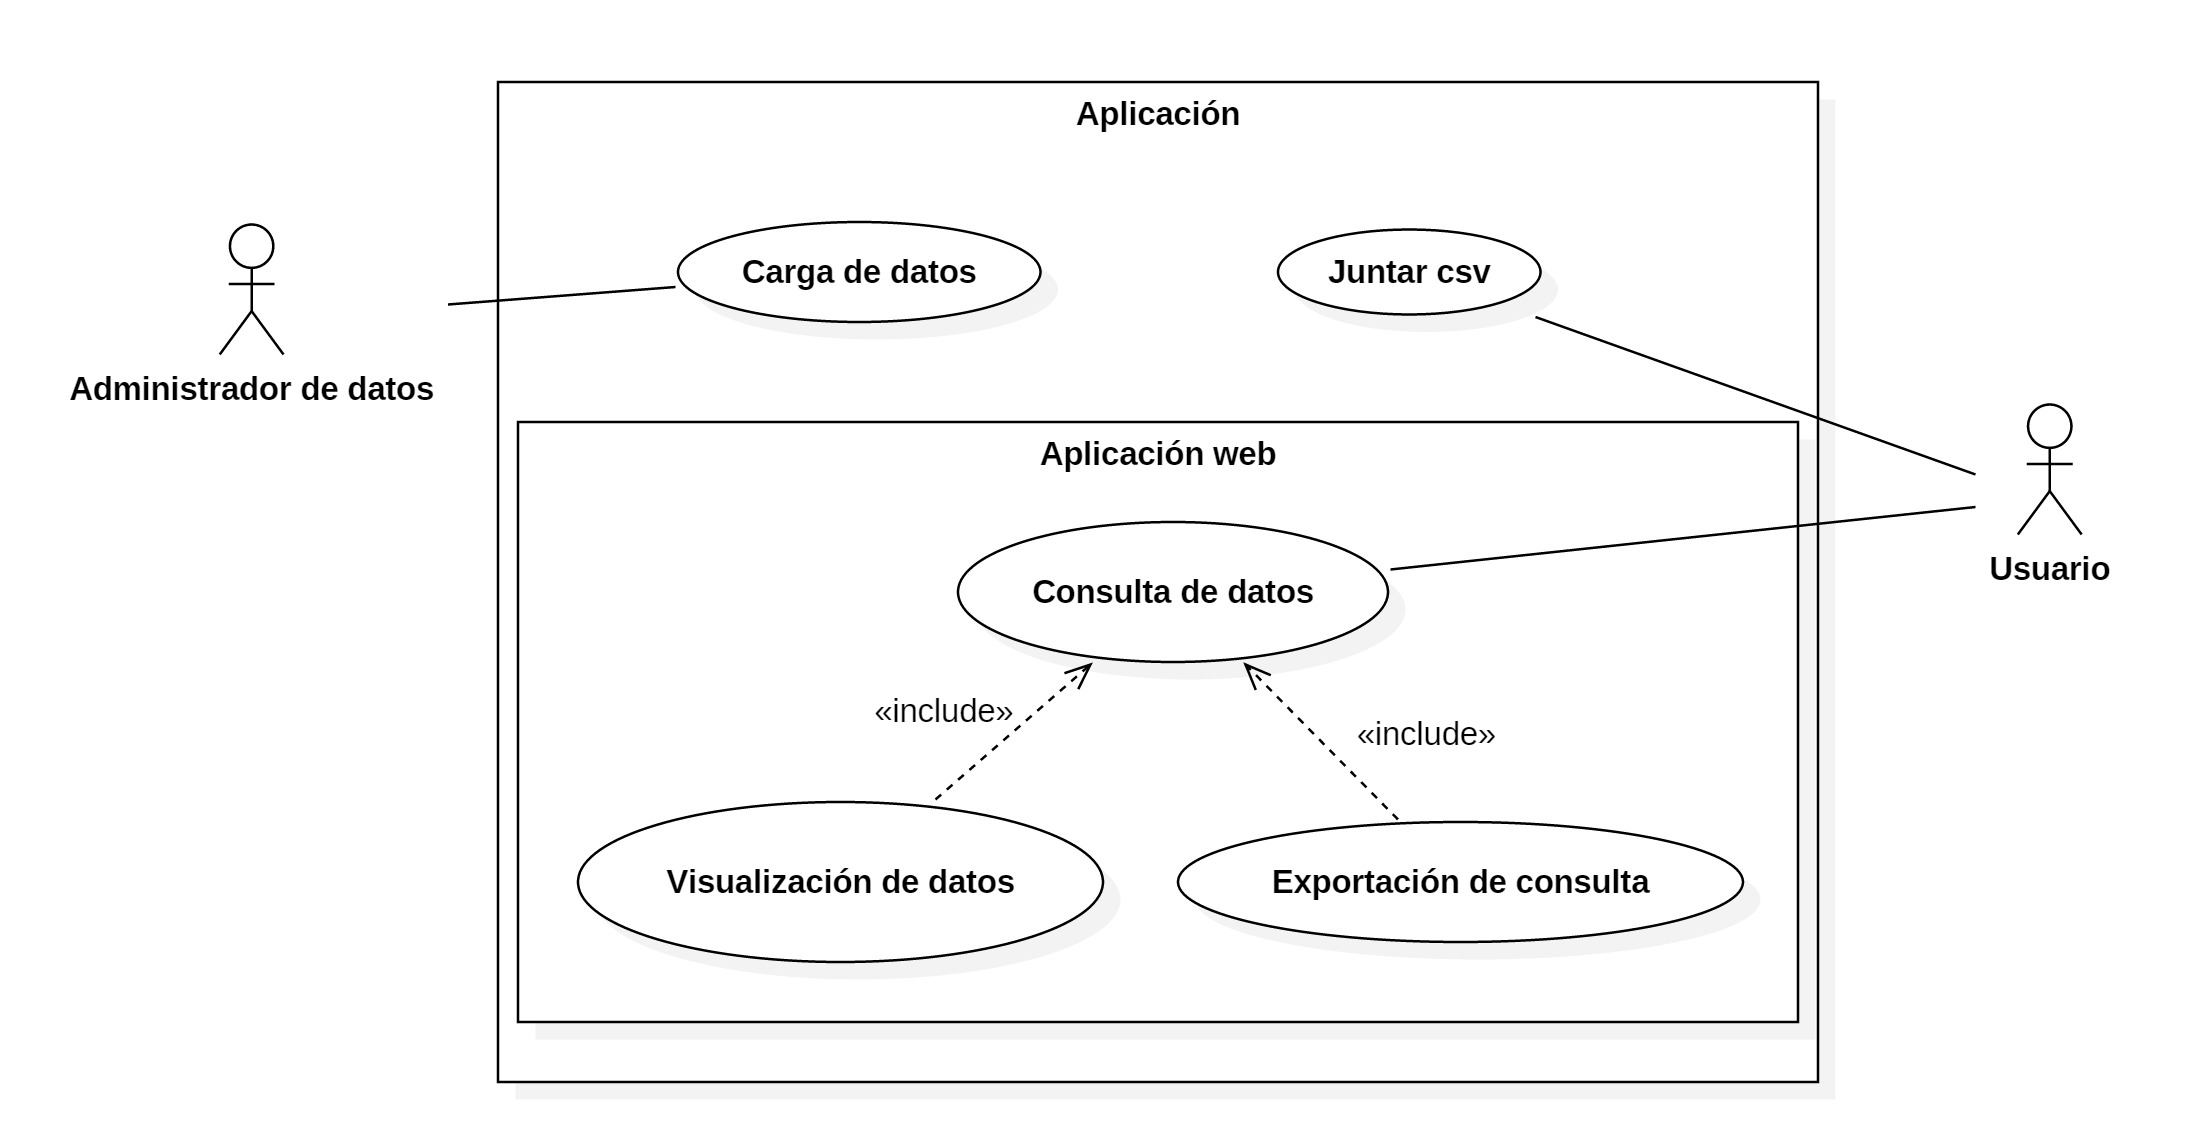 Aplicación
Carga de datos
Juntar csv
Administrador de datos
Aplicación web
Usuario
Consulta de datos
«include»
«include»
Visualización de datos
Exportación de consulta